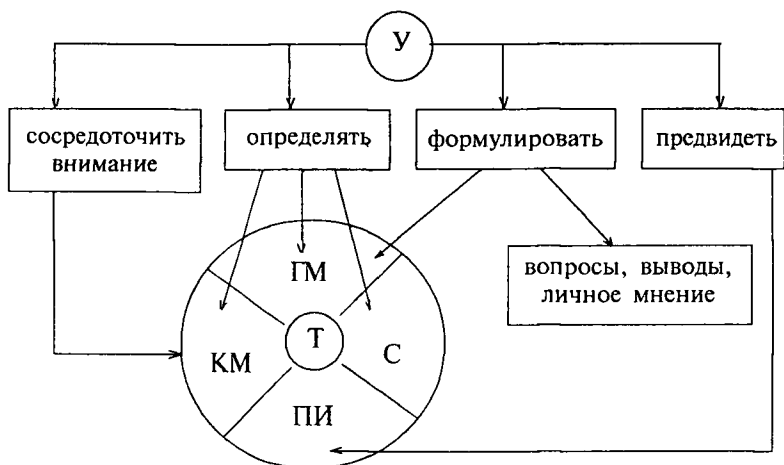 У
сосредоточить
внимание
определять
формулировать
предвидеть
вопросы, выводы,
личное мнение
ГМ
Т
КМ
С
ПИ